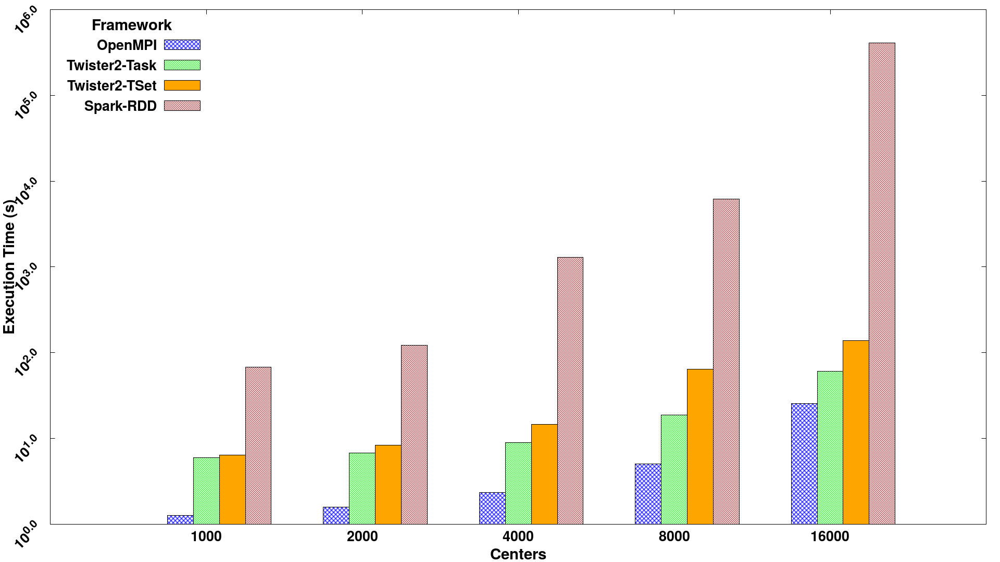 Framework
OpenMPI
Twister2-Task
Twister2-TSet
Spark-RDD
Execution Time (s)
10^6.0
10^5.0
10^4.0
10^3.0
10^2.0
10^1.0
10^0.0
1000 2000 4000 8000 16000
Centers